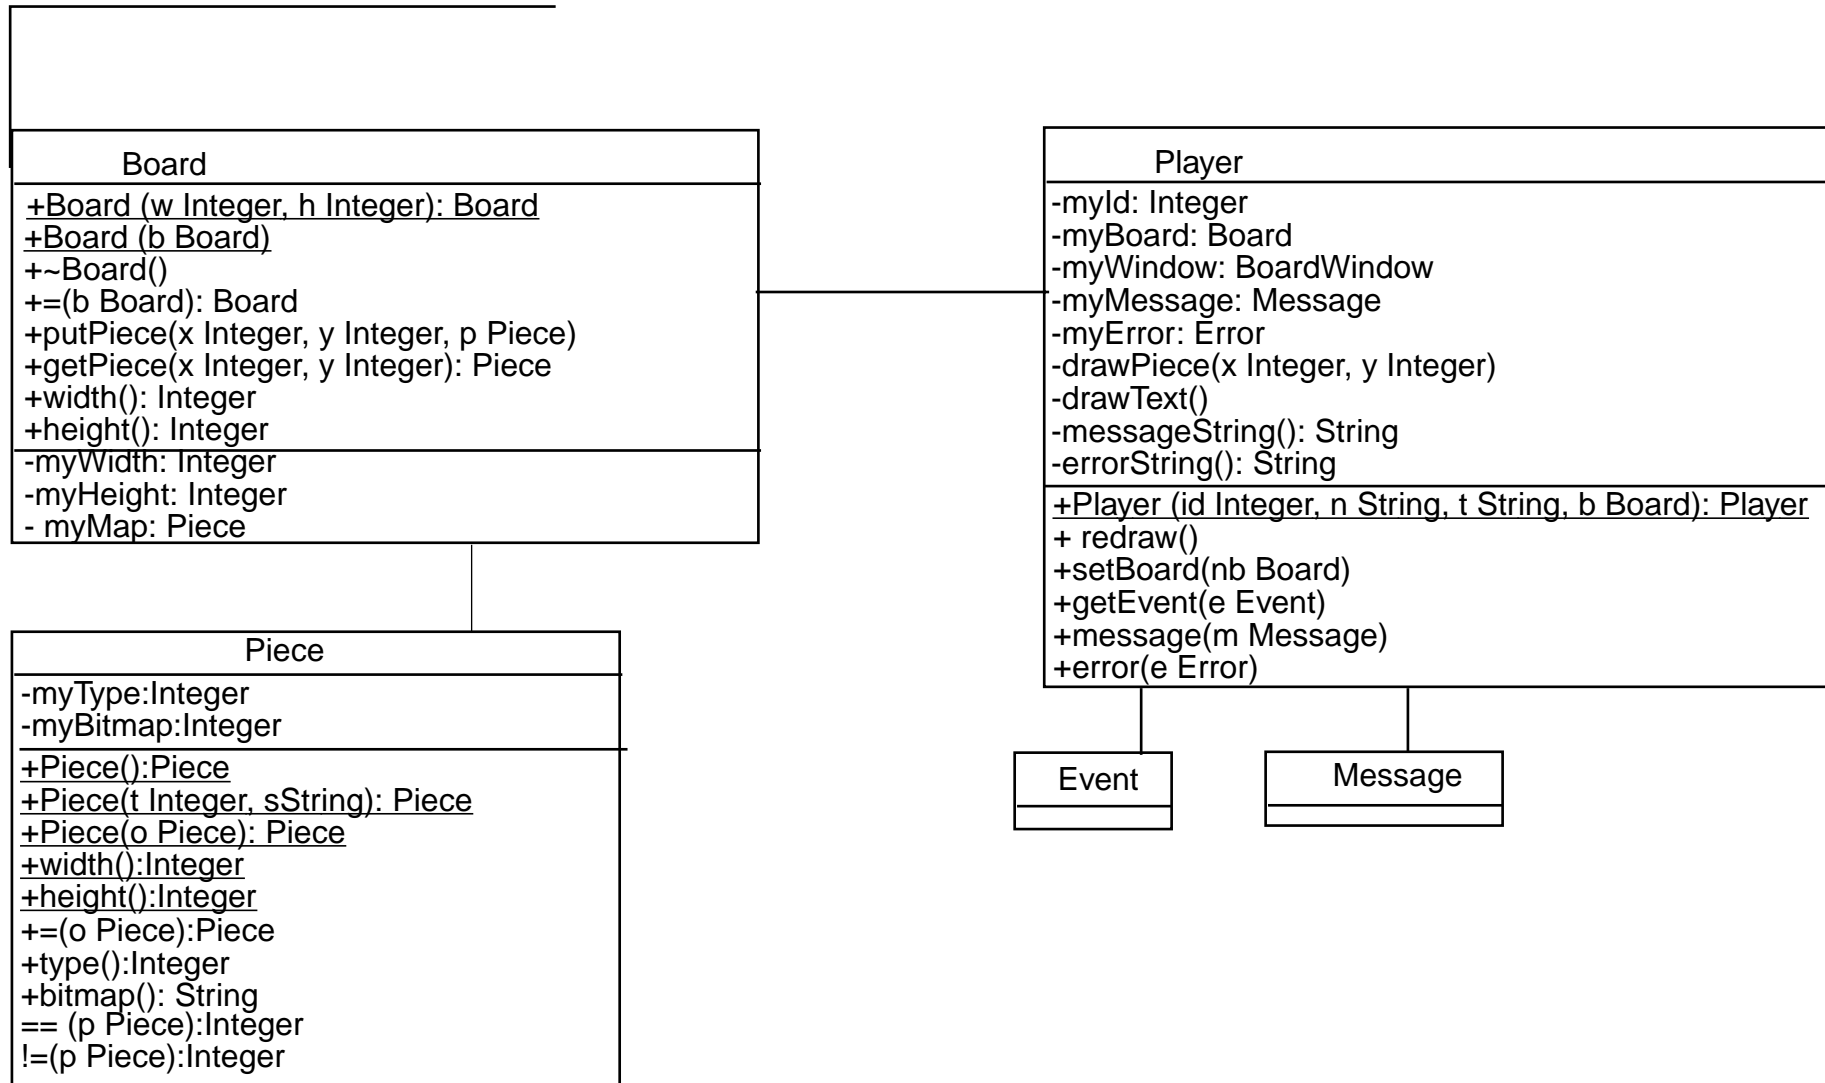 Board
+Board (w Integer, h Integer): Board
+Board (b Board)
+~Board()
+=(b Board): Board
+putPiece(x Integer, y Integer, p Piece)
+getPiece(x Integer, y Integer): Piece
+width(): Integer
+height(): Integer
-myWidth: Integer
-myHeight: Integer
- myMap: Piece
Player
-myId: Integer
-myBoard: Board
-myWindow: BoardWindow
-myMessage: Message
-myError: Error
-drawPiece(x Integer, y Integer)
-drawText()
-messageString(): String
-errorString(): String
+Player (id Integer, n String, t String, b Board): Player
+ redraw()
+setBoard(nb Board)
+getEvent(e Event)
+message(m Message)
+error(e Error)
Piece
-myType:Integer
-myBitmap:Integer
+Piece():Piece
+Piece(t Integer, sString): Piece
+Piece(o Piece): Piece
+width():Integer
+height():Integer
+=(o Piece):Piece
+type():Integer
+bitmap(): String
== (p Piece):Integer
!=(p Piece):Integer
Event
Message